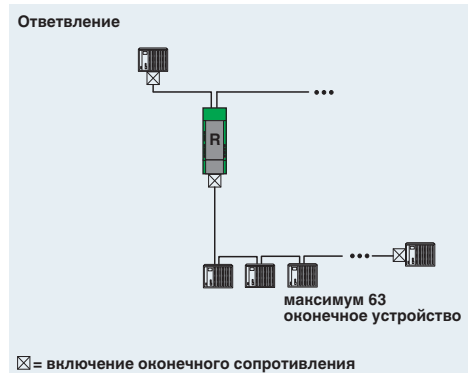 Ответвление
R
максимум 63
оконечное устройство
= включение оконечного сопротивления